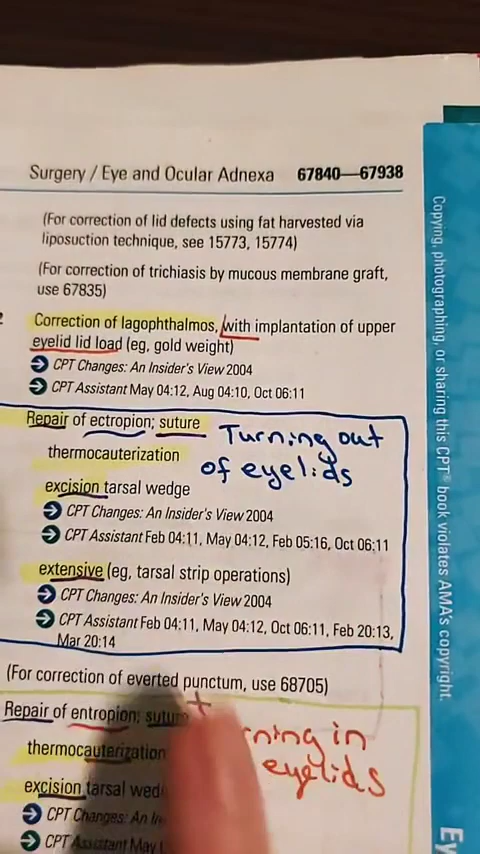 Surgery / Eye and Ocular Adnexa 67840—67938
(For correction of lid defects using fat harvested via
liposuction technique, see 15773, 15774)
(For correction of trichiasis by mucous membrane graft,
use 67835)
Correction of lagophthalmos, with implantation of upper
eyelid lid load (eg, gold weight)
CPT Changes: An Insider's View 2004
CPT Assistant May 04:12, Aug 04:10, Oct 06:11
Repair of ectropion; suture
Turning out
thermocauterization
of eyelids
excision tarsal wedge
CPT Changes: An Insider's View 2004
CPT Assistant Feb 04:11, May 04:12, Feb 05:16, Oct 06:11
extensive (eg, tarsal strip operations)
CPT Changes: An Insider's View 2004
CPT Assistant Feb 04:11, May 04:12, Oct 06:11, Feb 20:13,
Mar 20:14
(For correction of everted punctum, use 68705)
Repair of entropion;
in
thermocauterization
eyelids
excision tarsal
CPT Changes: An
CPT Assistant May
Copying, photographing, or sharing this CPT® book violates AMA's copyright.